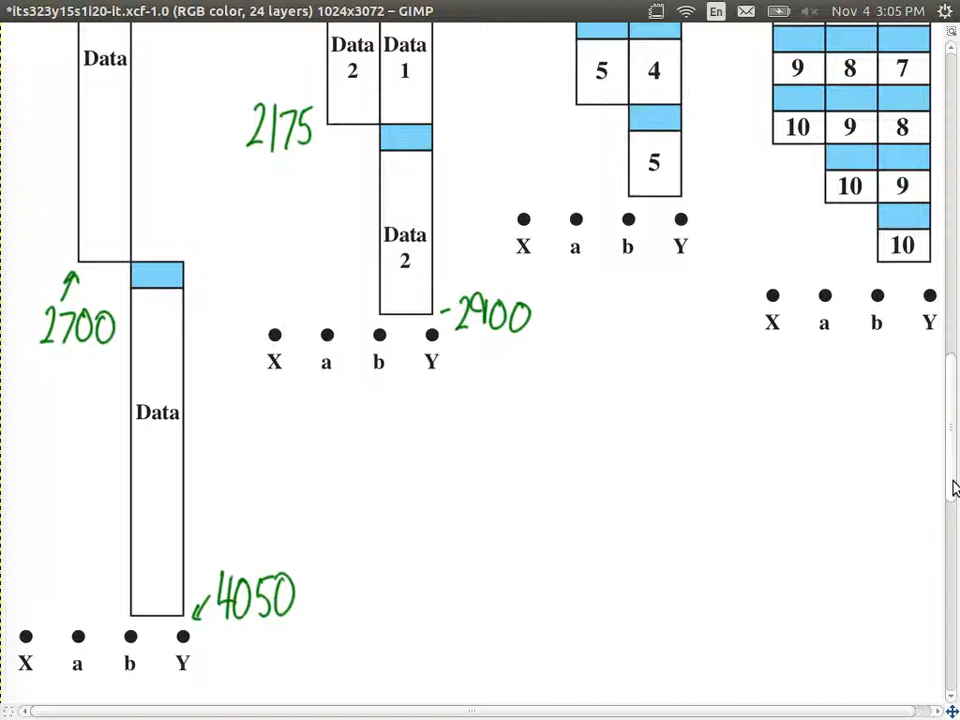 *its323y15s1i20-it.xcf-1.0 (RGB color, 24 layers) 1024x3072 – GIMP
En
Nov 4 3:05 PM
Data
2700
Data
4050
X a b Y
Data 2
Data 1
2175
Data 2
-2900
X a b Y
5 4
5
X a b Y
9 8 7
10 9 8
10 9
10
X a b Y